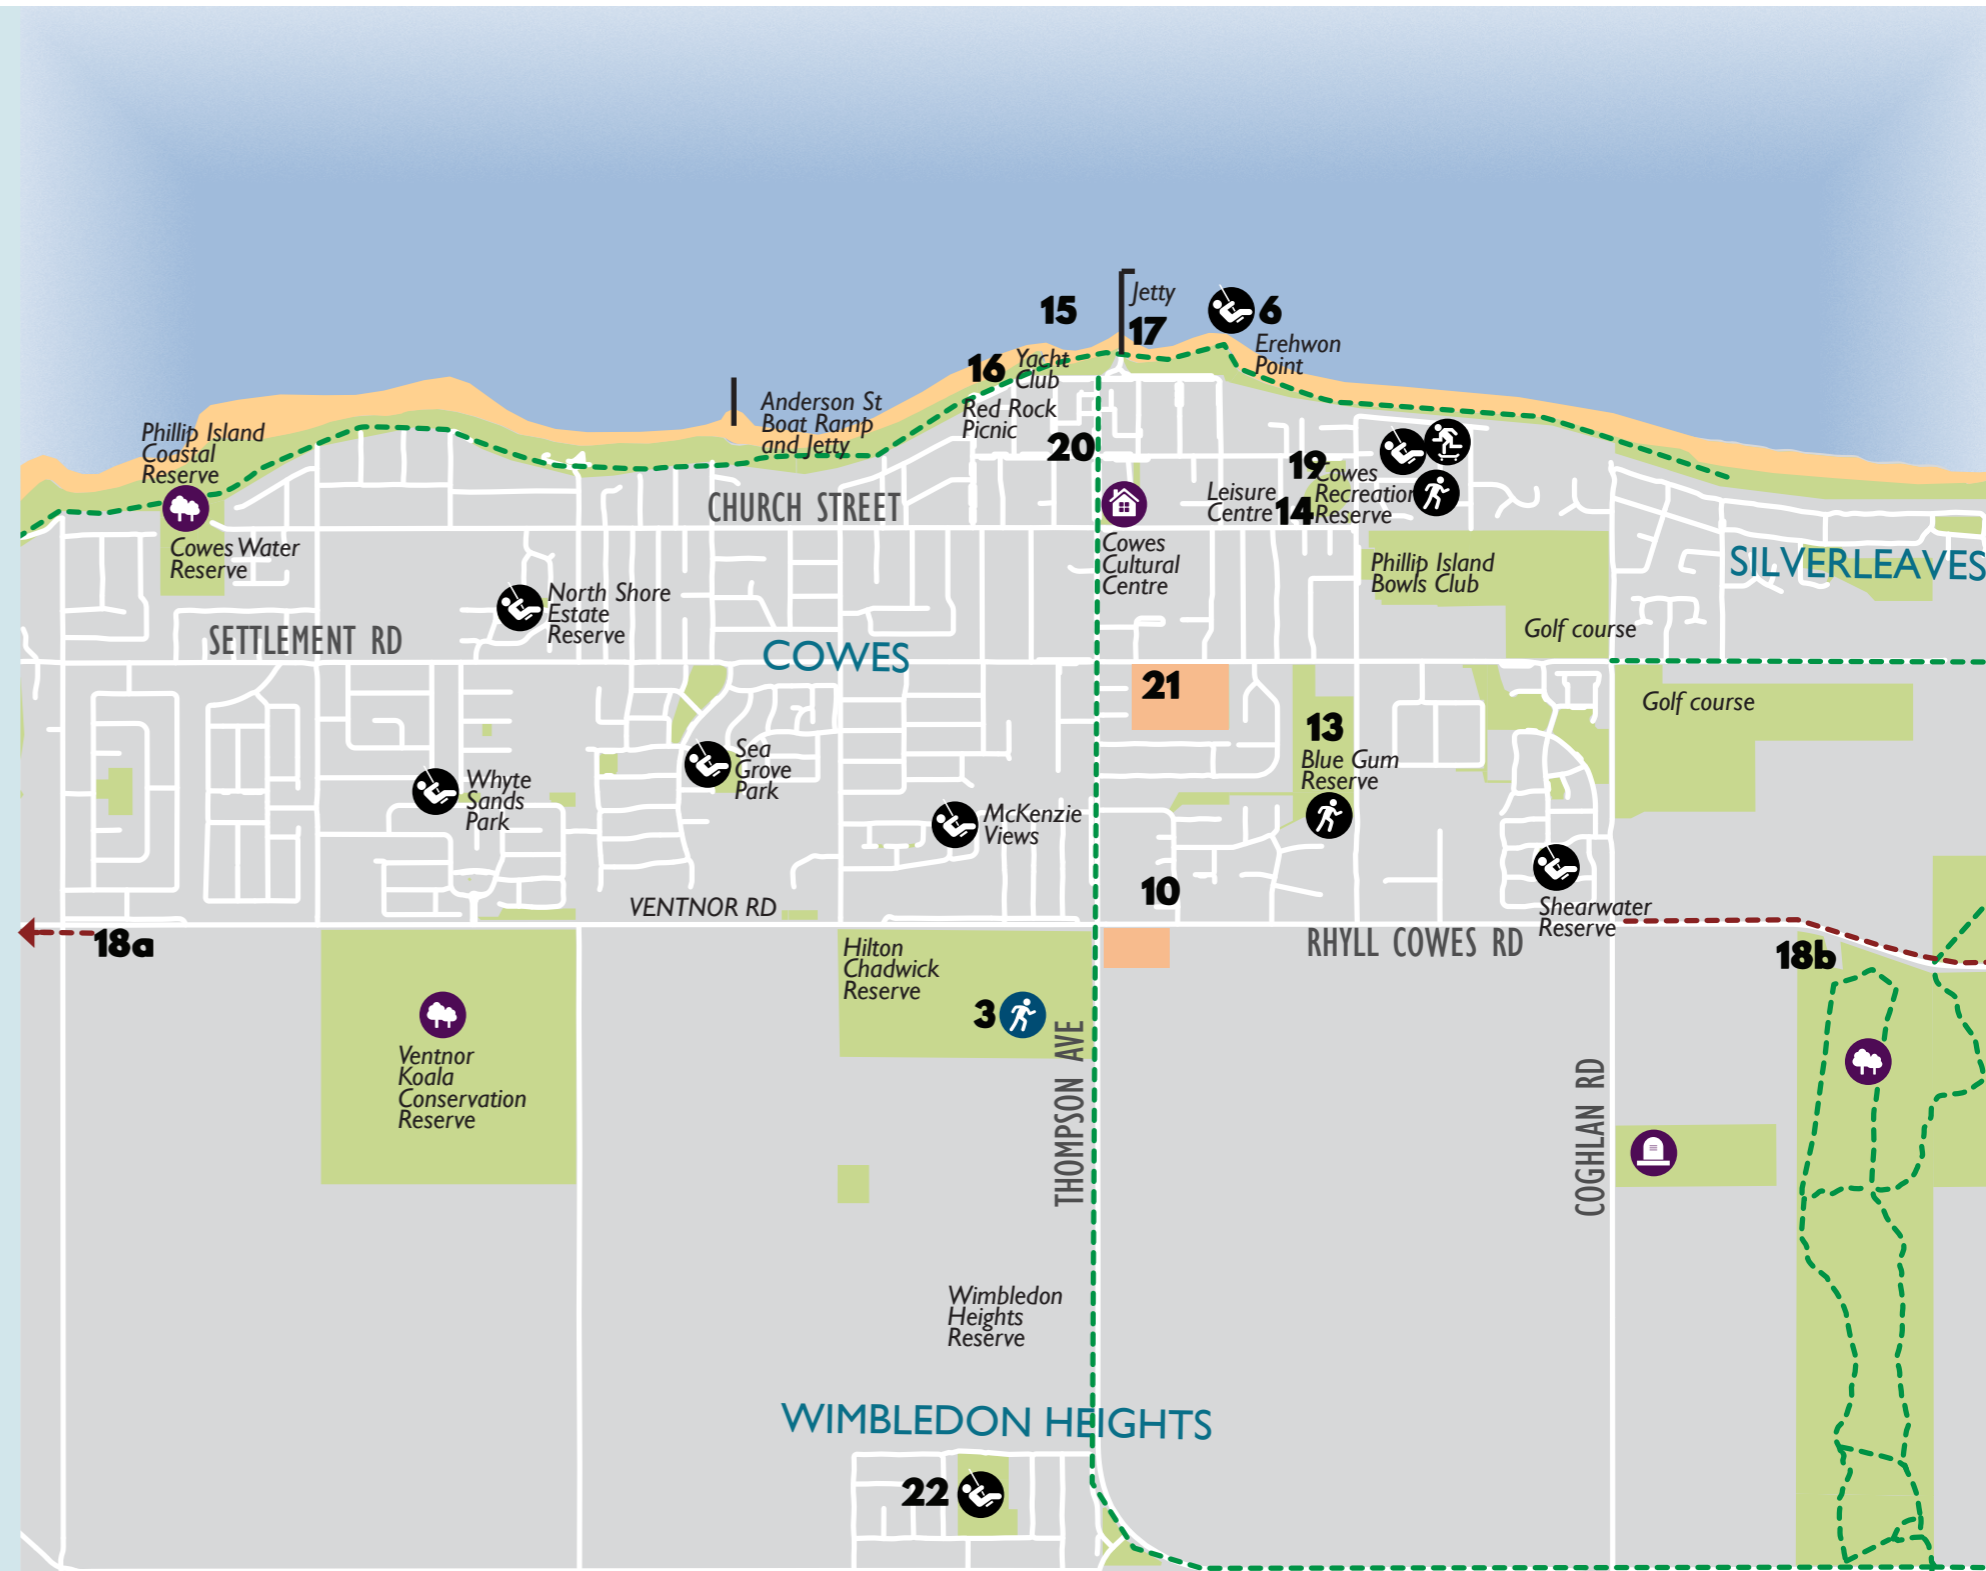 Jetty
15
17
6
Erehwon
Point
16
Yacht
Club
Red Rock
Picnic
Anderson St
Boat Ramp
and Jetty
20
Phillip Island
Coastal
Reserve
19
Cowes
Recreation
Reserve
Leisure
Centre
14
CHURCH STREET
Cowes Water
Reserve
Cowes
Cultural
Centre
Phillip Island
Bowls Club
SILVERLEAVES
North Shore
Estate
Reserve
SETTLEMENT RD
COWES
Golf course
21
Golf course
13
Blue Gum
Reserve
Sea
Grove
Park
Whyte
Sands
Park
McKenzie
Views
10
VENTNOR RD
Shearwater
Reserve
18a
RHYLL COWES RD
18b
Hilton
Chadwick
Reserve
3
Ventnor
Koala
Conservation
Reserve
THOMPSON AVE
COGHLAN RD
Wimbledon
Heights
Reserve
WIMBLEDON HEIGHTS
22